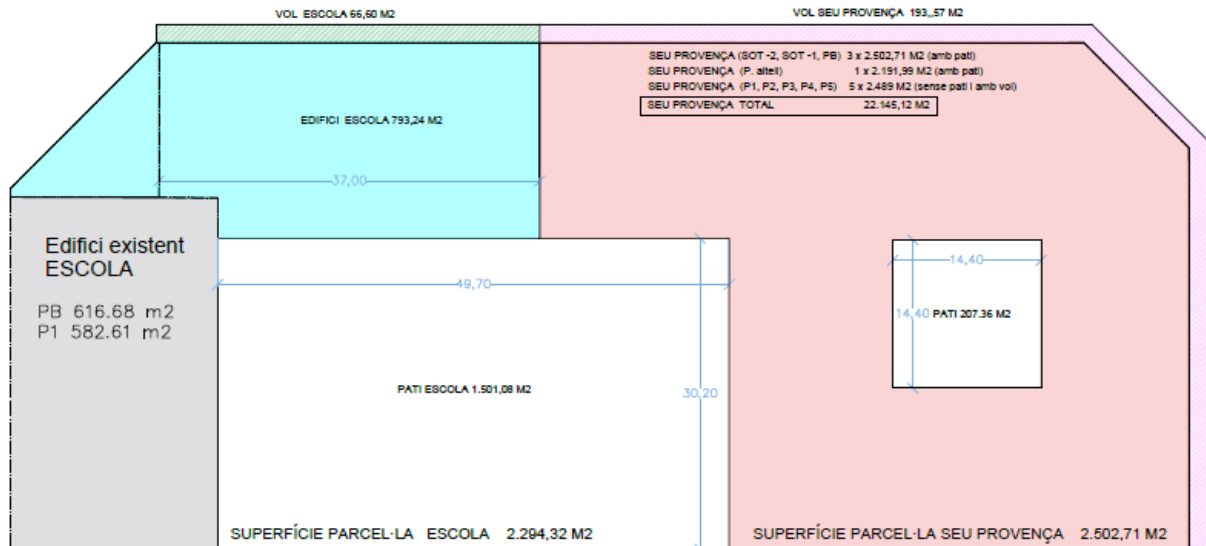 VOL ESCOLA 66,60 M2
VOL SEU PROVENÇA 193,,57 M2
SEU PROVENÇA (SOT -2, SOT -1, PB) 3 x 2.502,71 M2 (amb pati)
SEU PROVENÇA (P. altell) 1 x 2.191,99 M2 (amb pati)
SEU PROVENÇA (P1, P2, P3, P4, P5) 5 x 2.489 M2 (sense pati i amb vol)
SEU PROVENÇA TOTAL 22.145,12 M2
EDIFICI ESCOLA 793,24 M2
37,00
Edifici existent
ESCOLA
PB 616.68 m2
P1 582.61 m2
49,70
14,40
14,40
PATI 207.36 M2
PATI ESCOLA 1.501,08 M2
30,20
SUPERFÍCIE PARCEL·LA ESCOLA 2.294,32 M2
SUPERFÍCIE PARCEL·LA SEU PROVENÇA 2.502,71 M2